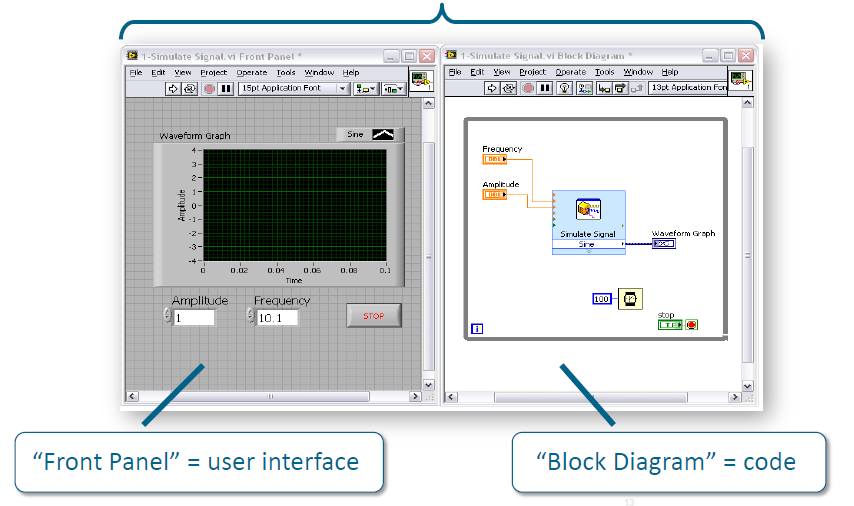 1-Simulate Signal.vi Front Panel *
File Edit View Project Operate Tools Window Help
15pt Application Font
1
Waveform Graph
Sine
Amplitude
4
3
2
1
0
-1
-2
-3
-4
0 0.02 0.04 0.06 0.08 0.1
Time
Amplitude Frequency
1 10.1 STOP
1-Simulate Signal.vi Block Diagram *
File Edit View Project Operate Tools Window Help
13pt Application Fon
1
Frequency
Amplitude
Simulate Signal
Sine
Waveform Graph
100
stop
TF
i
“Front Panel” = user interface
“Block Diagram” = code
13